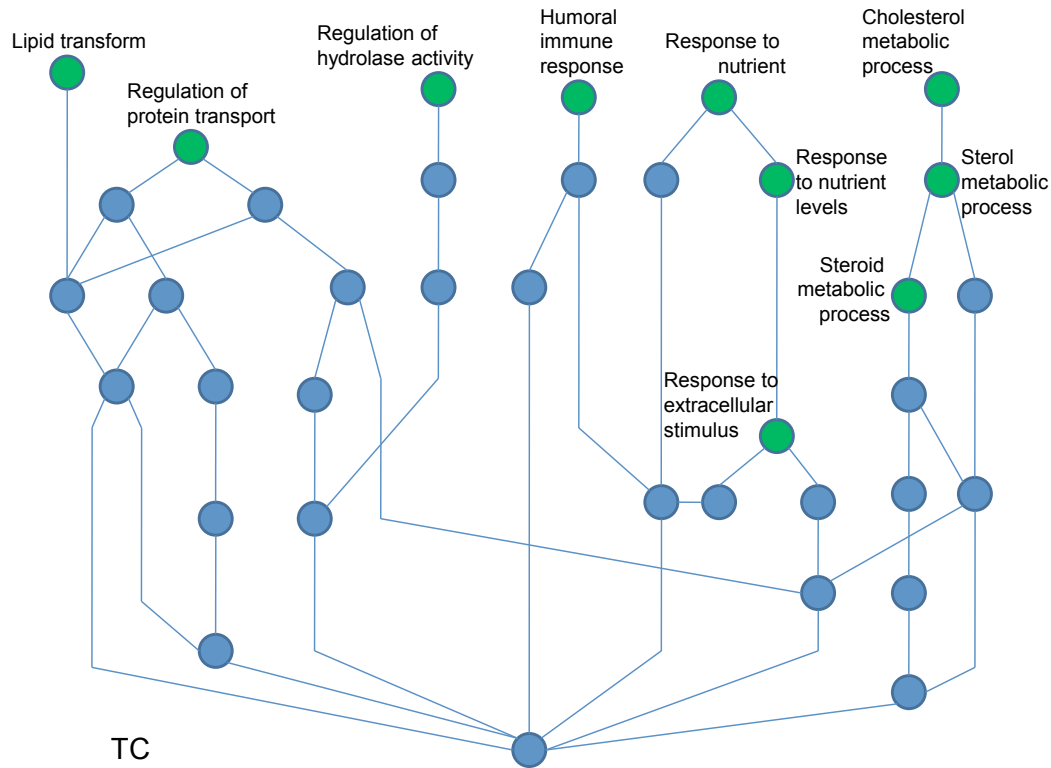 Lipid transform
Regulation of
protein transport
Regulation of
hydrolase activity
Humoral
immune
response
Response to
nutrient
Cholesterol
metabolic
process
Response
to nutrient
levels
Sterol
metabolic
process
Steroid
metabolic
process
Response to
extracellular
stimulus
TC